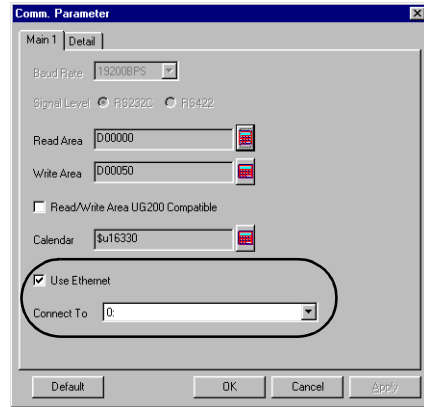 Comm. Parameter
Main 1 Detail
Baud Rate 19200BPS
Signal Level RS232C RS422
Read Area D00000
Write Area D00050
Read/Write Area UG200 Compatible
Calendar $u16330
Use Ethernet
Connect To 0:
Default OK Cancel Apply